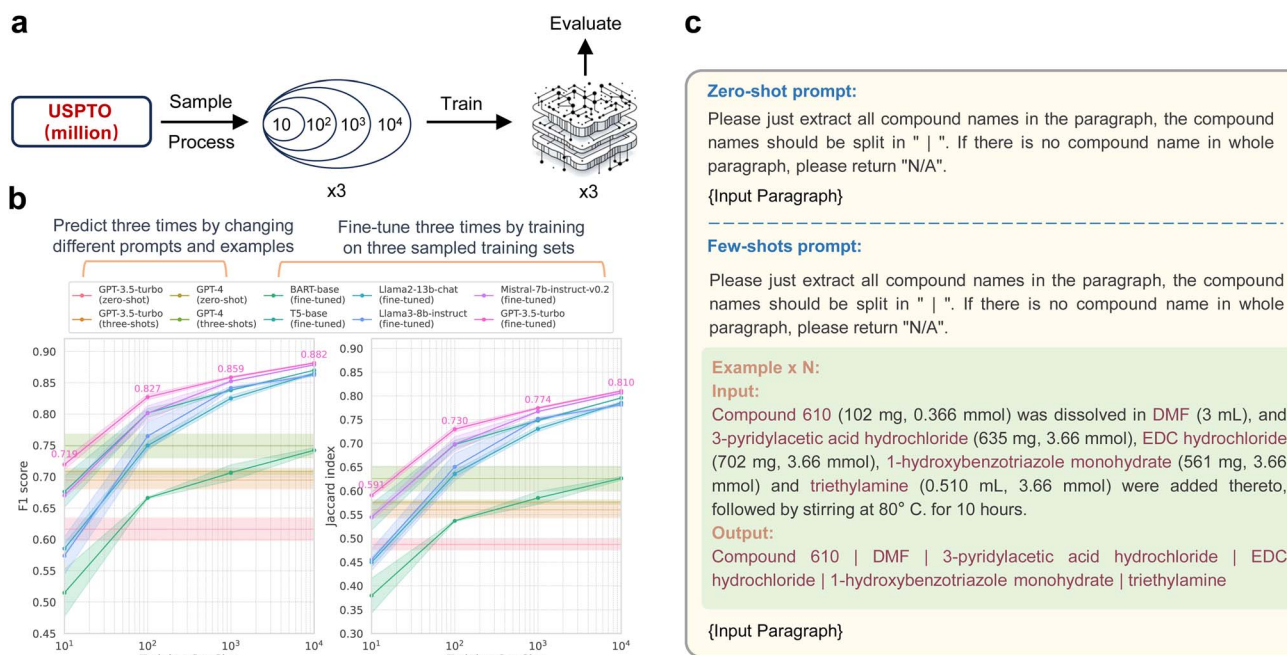 a
USPTO
(million)
Sample
Process
10 10² 10³ 10⁴
x3
Train
Evaluate
x3
b
Predict three times by changing
different prompts and examples
Fine-tune three times by training
on three sampled training sets
GPT-3.5-turbo
(zero-shot)
GPT-3.5-turbo
(three-shots)
GPT-4
(zero-shot)
GPT-4
(three-shots)
BART-base
(fine-tuned)
T5-base
(fine-tuned)
Llama2-13b-chat
(fine-tuned)
Llama3-8b-instruct
(fine-tuned)
Mistral-7b-instruct-v0.2
(fine-tuned)
GPT-3.5-turbo
(fine-tuned)
F1 score
0.90
0.85
0.80
0.75
0.70
0.65
0.60
0.55
0.50
0.45
0.719
0.827
0.859
0.882
10¹ 10² 10³ 10⁴
Jaccard index
0.90
0.85
0.80
0.75
0.70
0.65
0.60
0.55
0.50
0.45
0.40
0.35
0.30
0.591
0.730
0.774
0.810
10¹ 10² 10³ 10⁴
c
Zero-shot prompt:
Please just extract all compound names in the paragraph, the compound
names should be split in " | ". If there is no compound name in whole
paragraph, please return "N/A".
{Input Paragraph}
Few-shots prompt:
Please just extract all compound names in the paragraph, the compound
names should be split in " | ". If there is no compound name in whole
paragraph, please return "N/A".
Example x N:
Input:
Compound 610 (102 mg, 0.366 mmol) was dissolved in DMF (3 mL), and
3-pyridylacetic acid hydrochloride (635 mg, 3.66 mmol), EDC hydrochloride
(702 mg, 3.66 mmol), 1-hydroxybenzotriazole monohydrate (561 mg, 3.66
mmol) and triethylamine (0.510 mL, 3.66 mmol) were added thereto,
followed by stirring at 80° C. for 10 hours.
Output:
Compound 610 | DMF | 3-pyridylacetic acid hydrochloride | EDC
hydrochloride | 1-hydroxybenzotriazole monohydrate | triethylamine
{Input Paragraph}